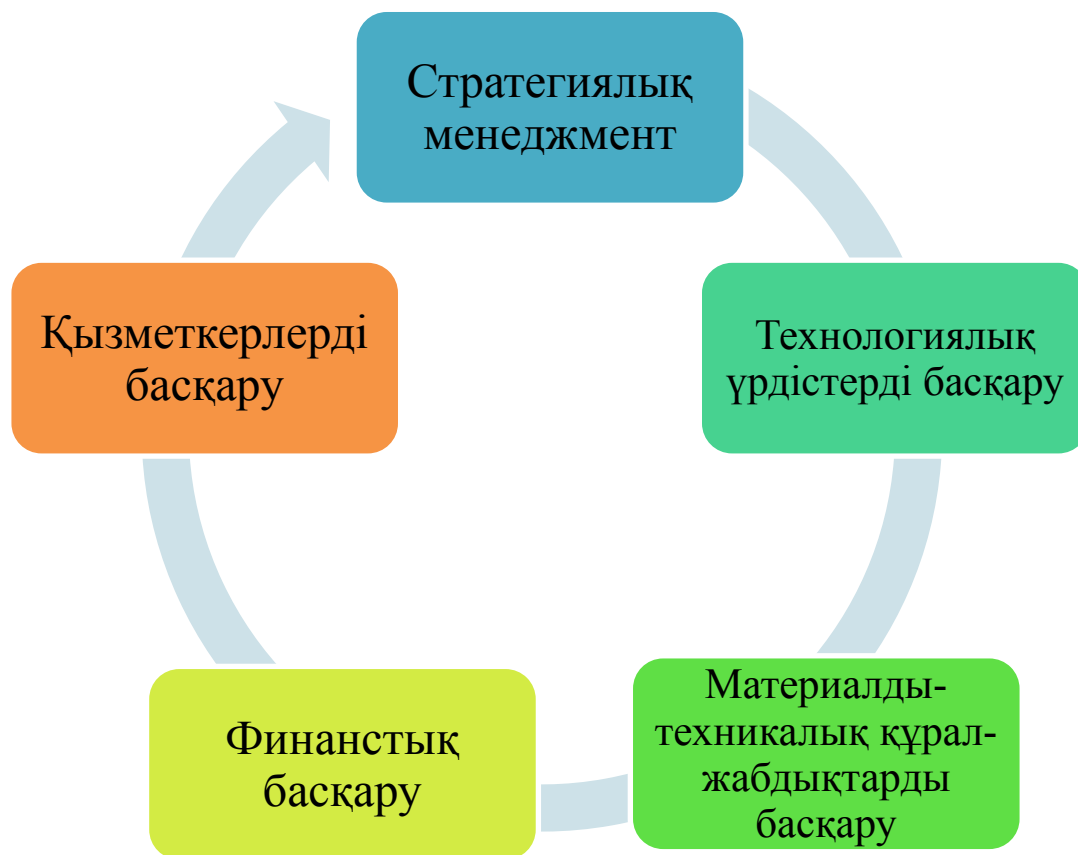 Стратегиялық
менеджмент
Технологиялық
үрдістерді басқару
Материалды-
техникалық құрал-
жабдықтарды
басқару
Финанстық
басқару
Қызметкерлерді
басқару